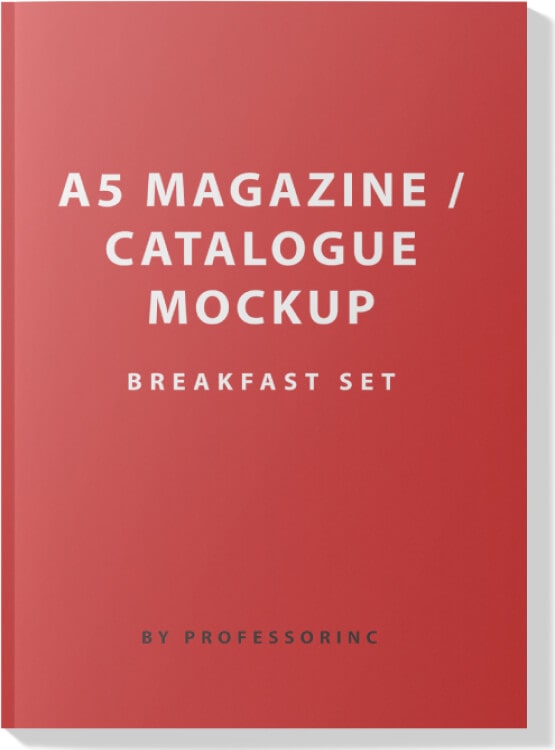 A5 MAGAZINE /
CATALOGUE
MOCKUP
BREAKFAST SET
BY PROFESSORINC